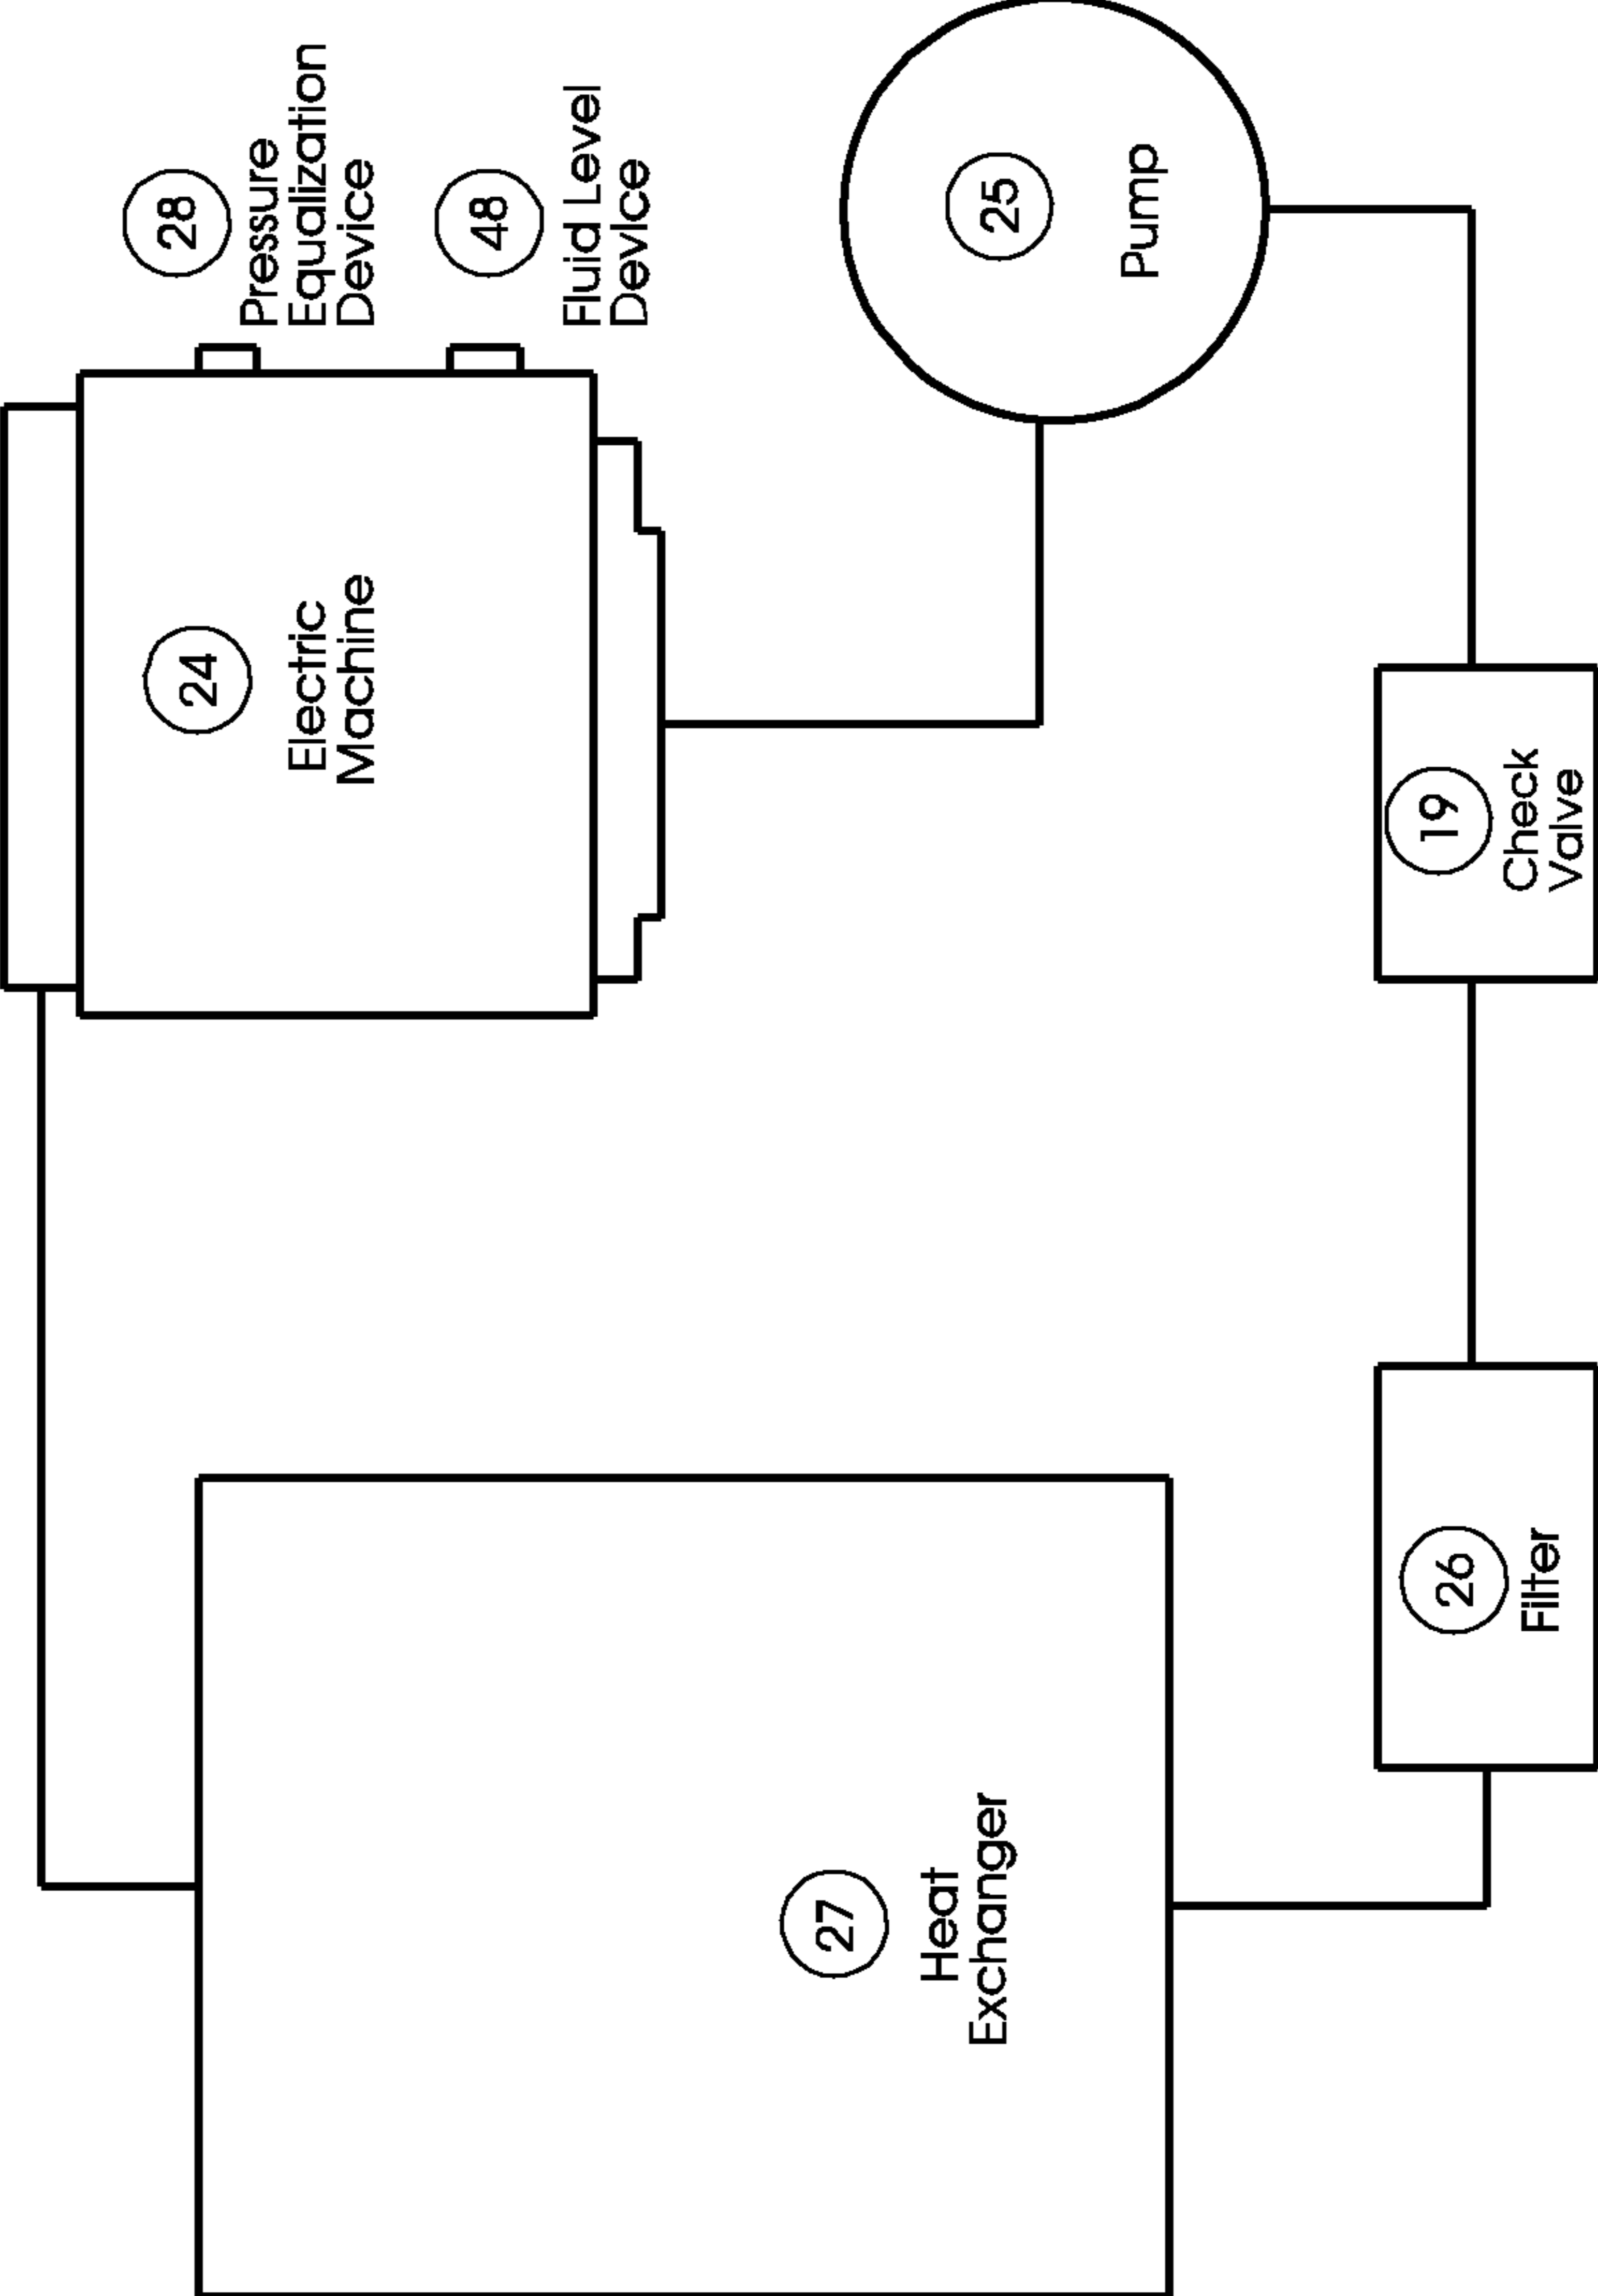 28
Pressure
Equalization
Device
48
Fluid Level
Device
24
Electric
Machine
25
Pump
19
Check
Valve
27
Heat
Exchanger
26
Filter